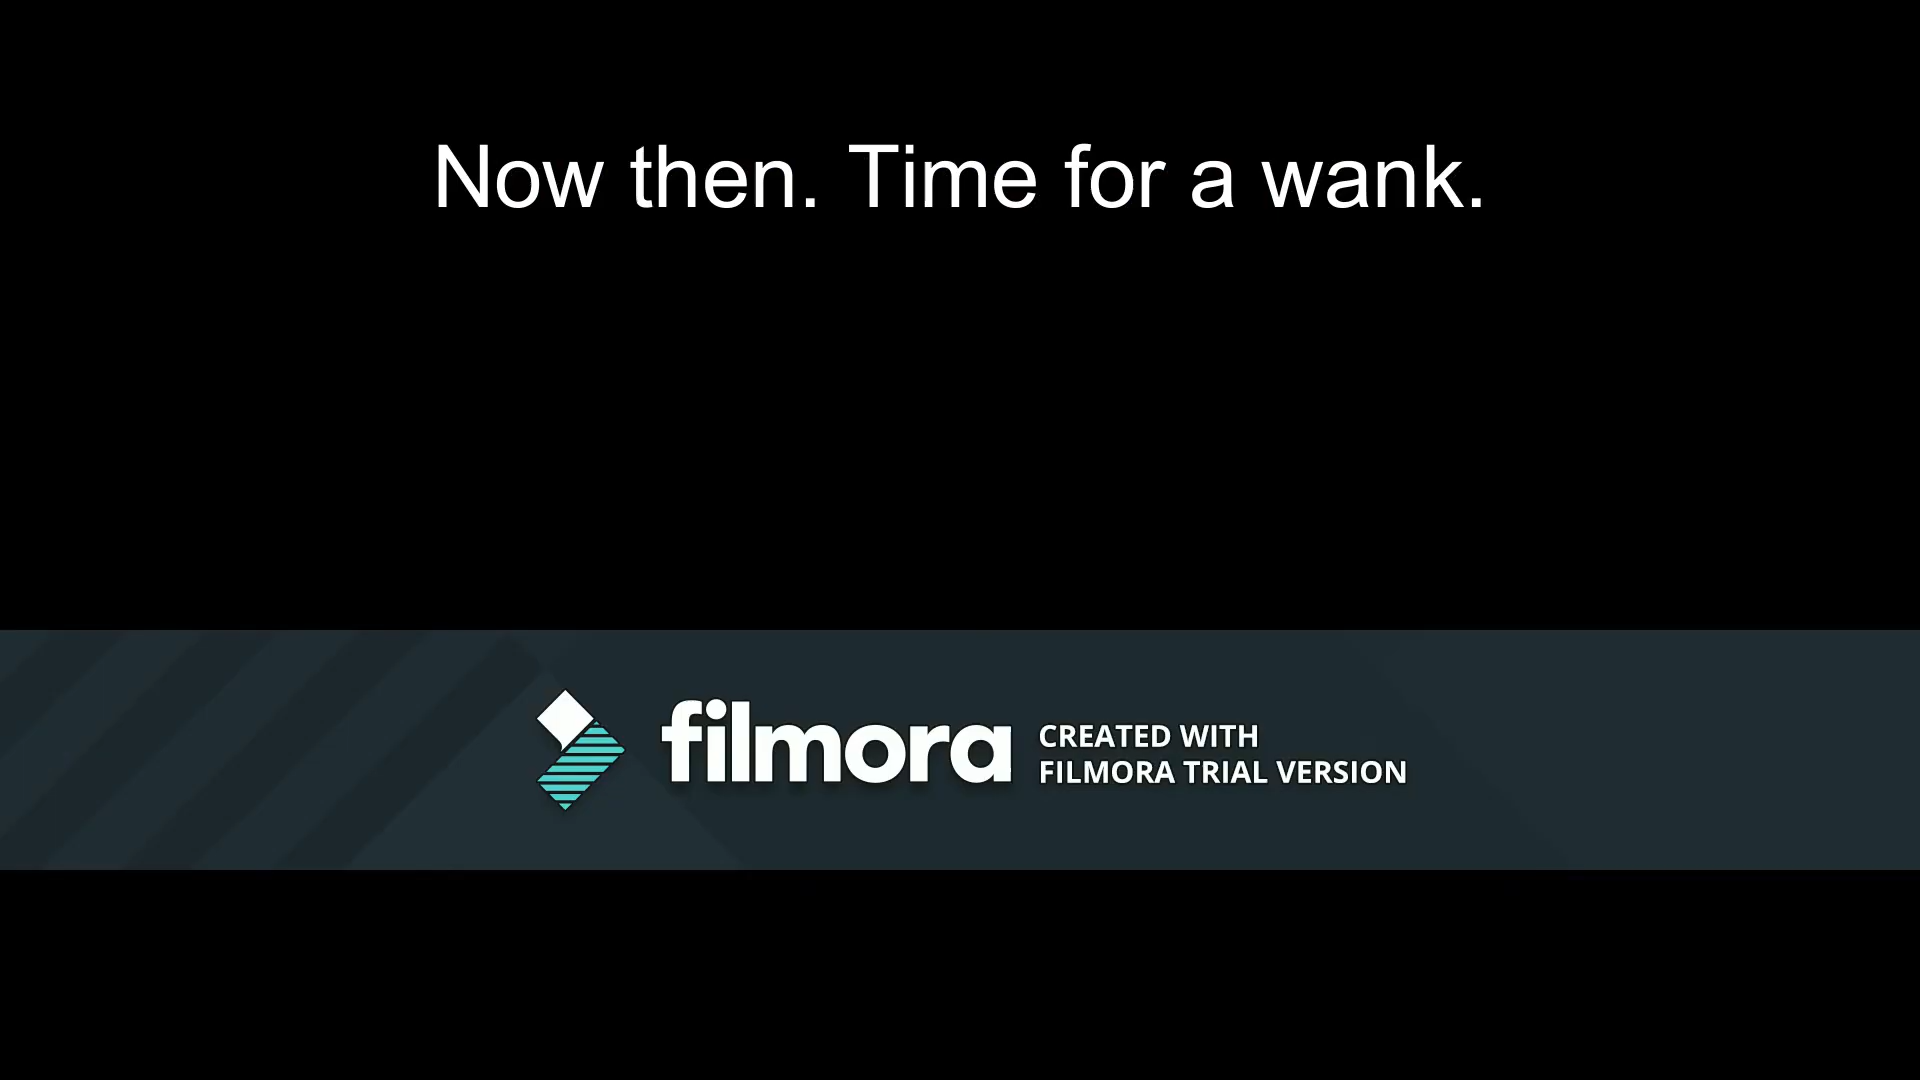 Now then. Time for a wank.
filmora
CREATED WITH
FILMORA TRIAL VERSION